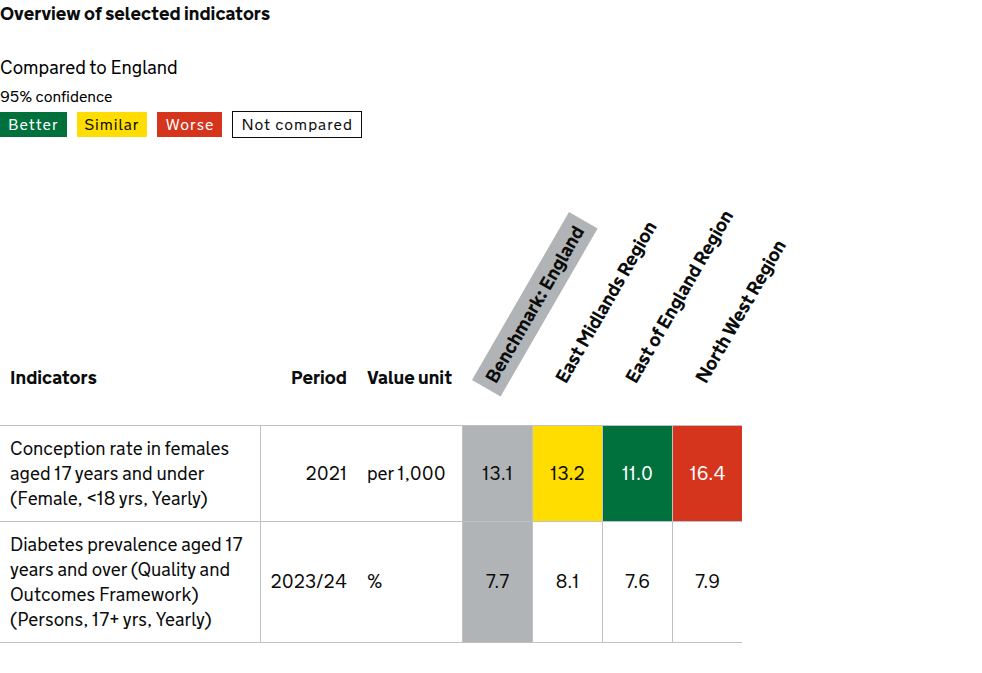 Overview of selected indicators
Compared to England
95% confidence
Better Similar Worse Not compared
Indicators Period Value unit Benchmark: England East Midlands Region East of England Region North West Region
Conception rate in females
aged 17 years and under
(Female, <18 yrs, Yearly)
2021 per 1,000 13.1 13.2 11.0 16.4
Diabetes prevalence aged 17
years and over (Quality and
Outcomes Framework)
(Persons, 17+ yrs, Yearly)
2023/24 % 7.7 8.1 7.6 7.9